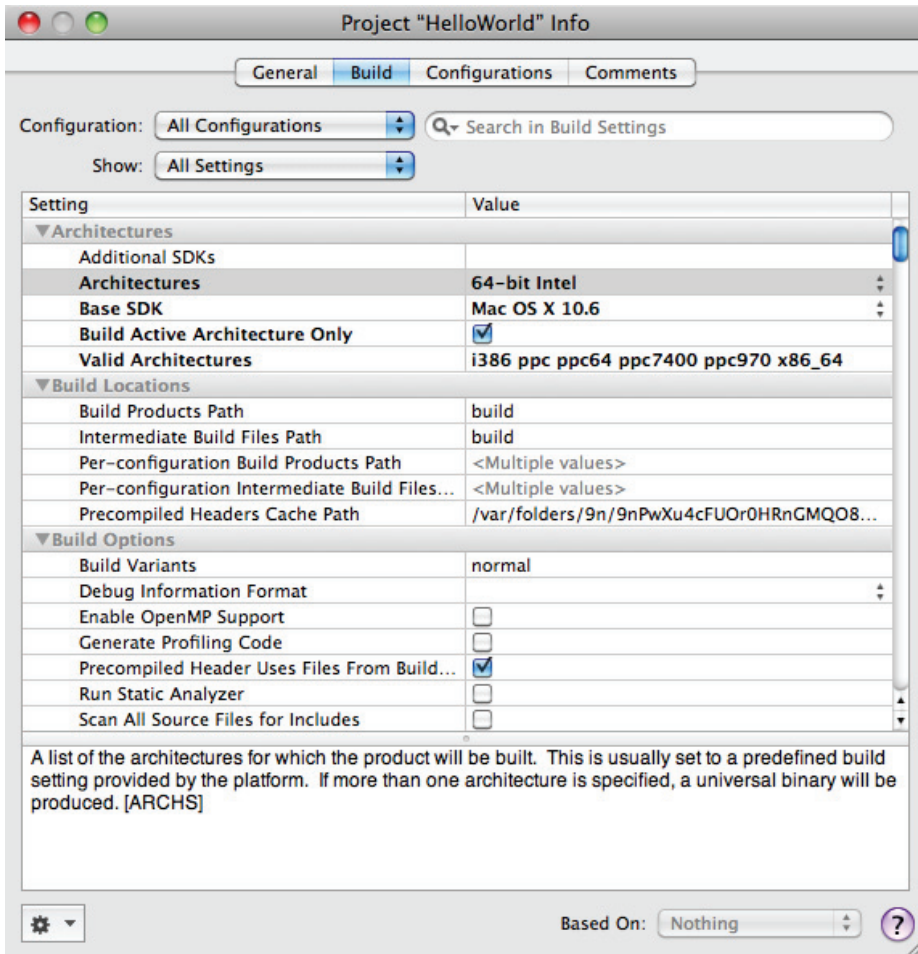 Project “HelloWorld” Info
General Build Configurations Comments
Configuration: All Configurations Search in Build Settings
Show: All Settings
Setting Value
Architectures
Additional SDKs
Architectures 64-bit Intel
Base SDK Mac OS X 10.6
Build Active Architecture Only
Valid Architectures i386 ppc ppc64 ppc7400 ppc970 x86_64
Build Locations
Build Products Path build
Intermediate Build Files Path build
Per-configuration Build Products Path <Multiple values>
Per-configuration Intermediate Build Files... <Multiple values>
Precompiled Headers Cache Path /var/folders/9n/9nPwXu4cFUOr0HRnGMQO8...
Build Options
Build Variants normal
Debug Information Format
Enable OpenMP Support
Generate Profiling Code
Precompiled Header Uses Files From Build...
Run Static Analyzer
Scan All Source Files for Includes
A list of the architectures for which the product will be built.  This is usually set to a predefined build
setting provided by the platform.  If more than one architecture is specified, a universal binary will be
produced. [ARCHS]
Based On: Nothing ?